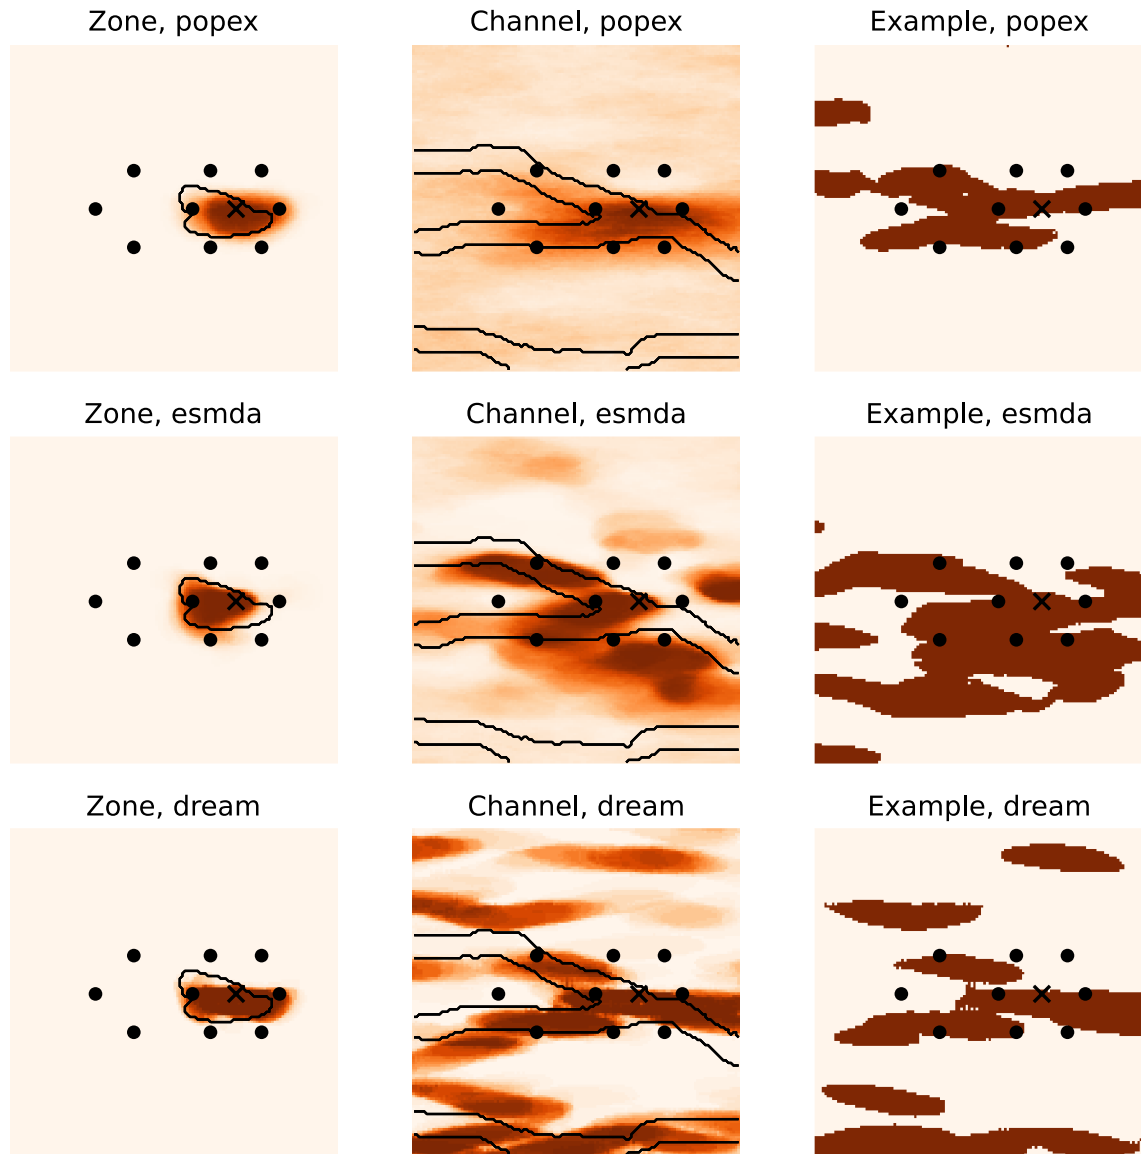 Zone, popex
Channel, popex
Example, popex
Zone, esmda
Channel, esmda
Example, esmda
Zone, dream
Channel, dream
Example, dream